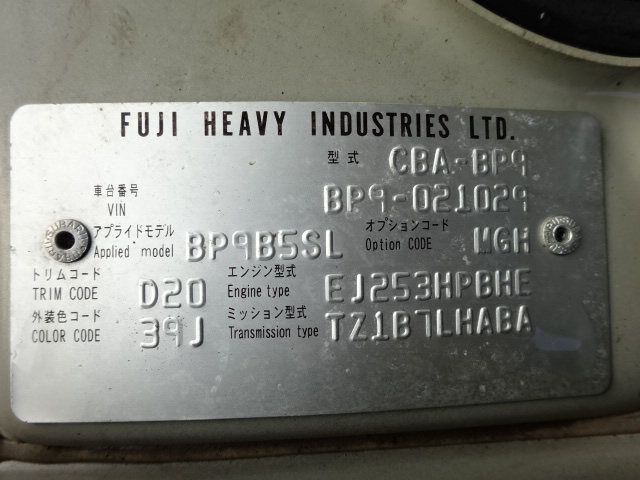 FUJI HEAVY INDUSTRIES LTD.
型式 CBA-BP9
車台番号 VIN BP9-021029
アプライドモデル Applied model BP9B5SL オプションコード Option CODE MGH
トリムコード TRIM CODE D20 エンジン型式 Engine type EJ253HPBHE
外装色コード COLOR CODE 39J ミッション型式 Transmission type TZ1B7LHABA